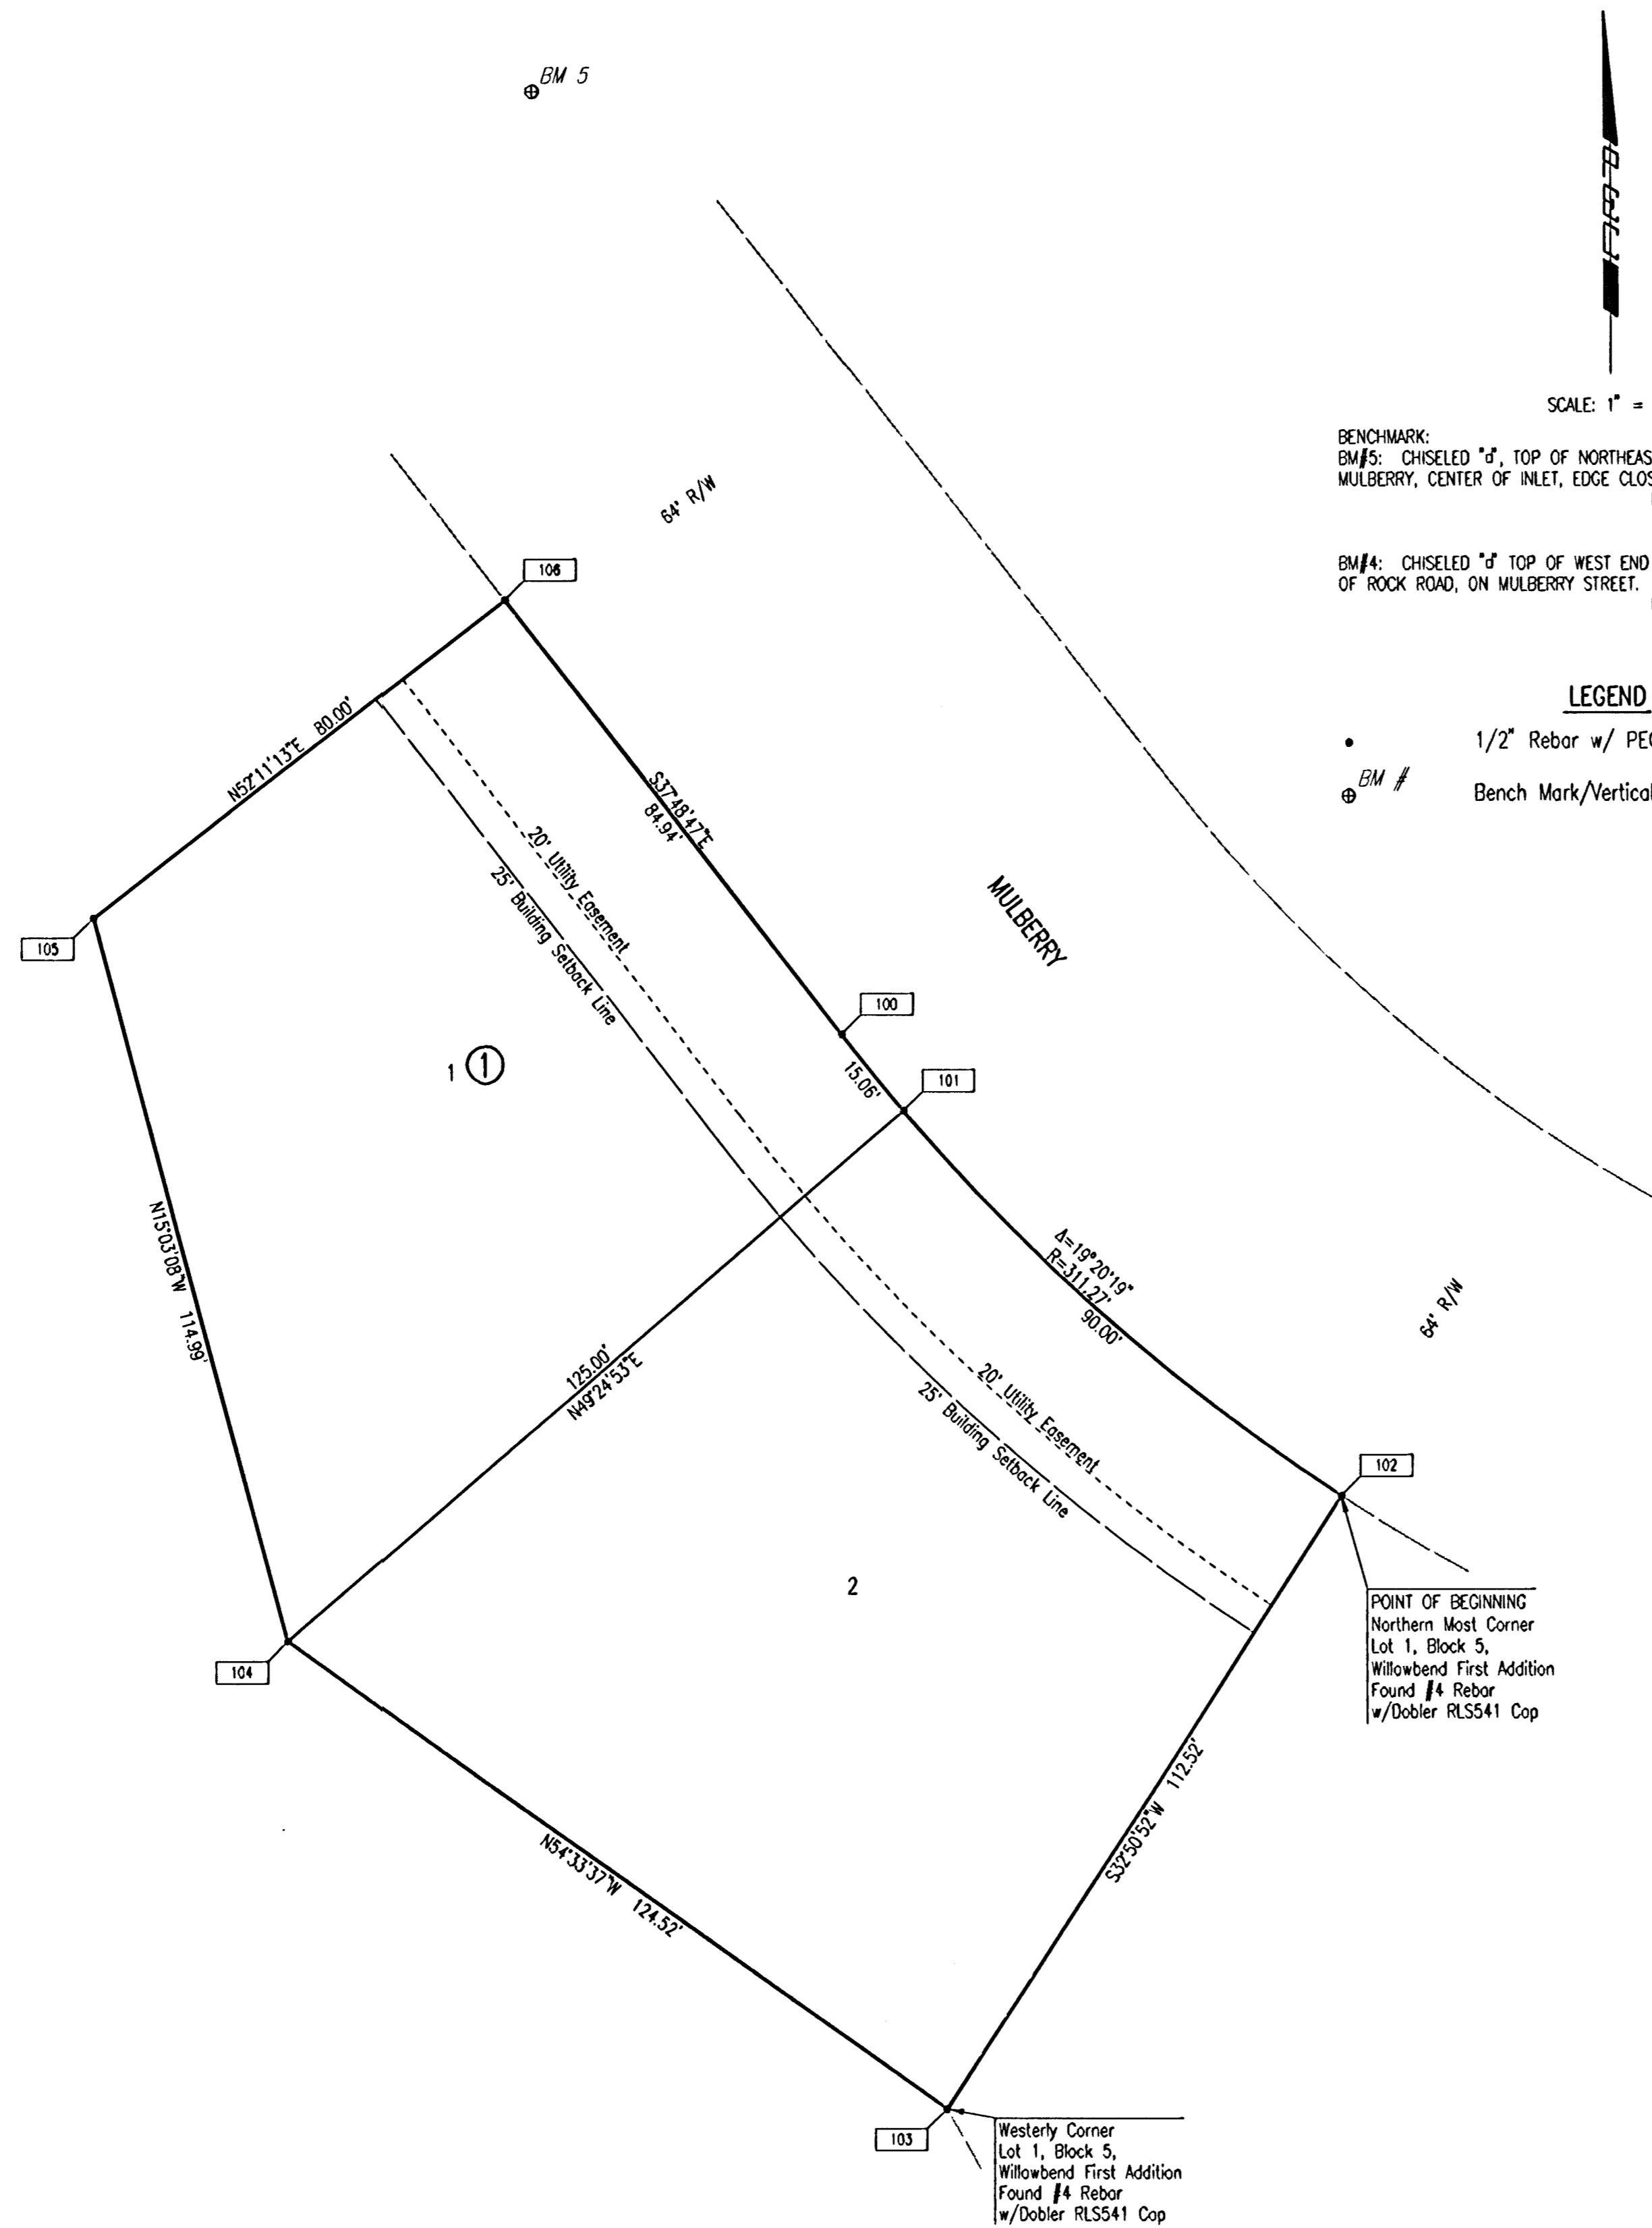 BM 5
SCALE: 1" =
BENCHMARK:
BM#5: CHISELED "d", TOP OF NORTHEAS
MULBERRY, CENTER OF INLET, EDGE CLOS
BM#4: CHISELED "d" TOP OF WEST END
OF ROCK ROAD, ON MULBERRY STREET.
LEGEND
1/2" Rebar w/ PEC
BM #
Bench Mark/Vertical
64' R/W
106
N52°11'13"E 80.00'
S37°48'47"E
84.94'
20' Utility Easement
25' Building Setback Line
MULBERRY
105
100
1 1
15.06'
101
N15°03'08"W 114.99'
Δ=19°20'19"
R=311.27'
90.00'
64' R/W
125.00'
N49°24'53"E
20' Utility Easement
25' Building Setback Line
102
2
POINT OF BEGINNING
Northern Most Corner
Lot 1, Block 5,
Willowbend First Addition
Found #4 Rebar
w/Dobler RLS541 Cap
104
S32°50'52"W 112.52'
N54°33'37"W 124.52'
103
Westerly Corner
Lot 1, Block 5,
Willowbend First Addition
Found #4 Rebar
w/Dobler RLS541 Cap